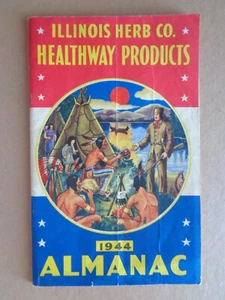 ILLINOIS HERB CO.
HEALTHWAY PRODUCTS
1944
ALMANAC